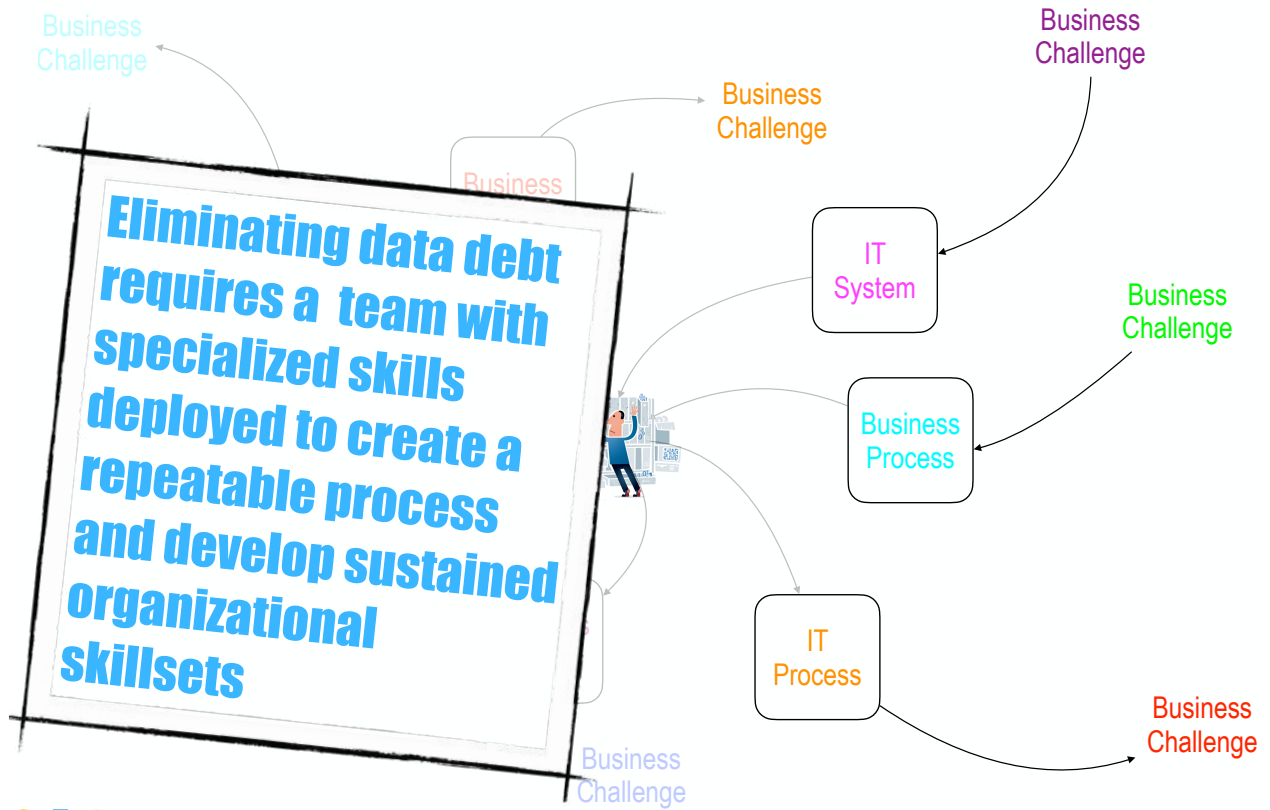 Business
Challenge
Business
Challenge
Business
Challenge
Business
Eliminating data debt
requires a team with
specialized skills
deployed to create a
repeatable process
and develop sustained
organizational
skillsets
IT
System
Business
Challenge
Business
Process
IT
Process
Business
Challenge
Business
Challenge